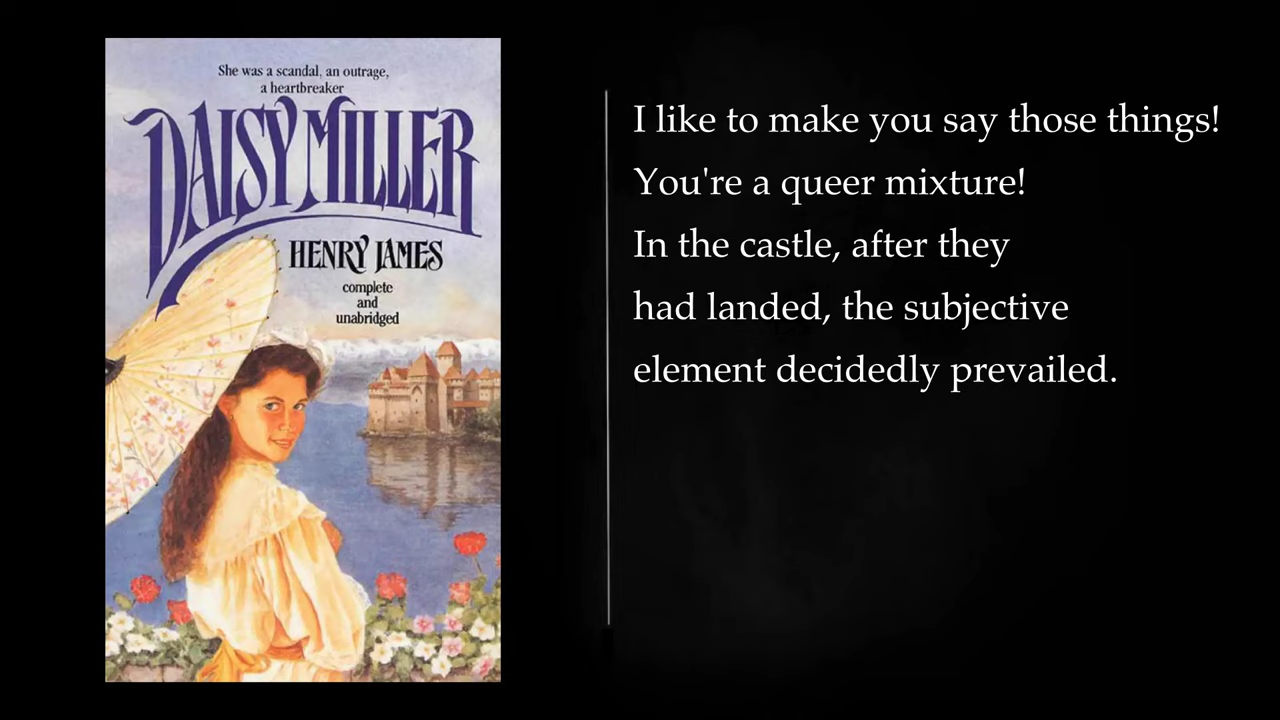 She was a scandal, an outrage,
a heartbreaker
DAISY MILLER
HENRY JAMES
complete
and
unabridged
I like to make you say those things!
You're a queer mixture!
In the castle, after they
had landed, the subjective
element decidedly prevailed.